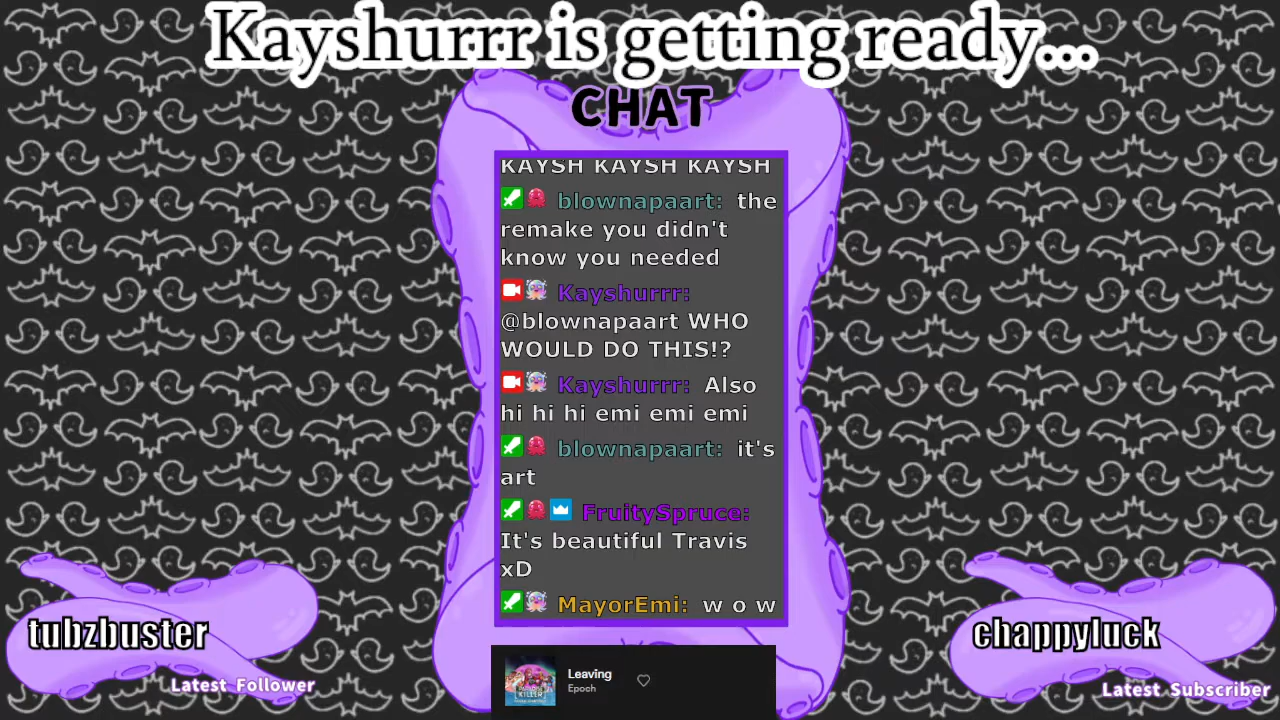 Kayshurrr is getting ready...
CHAT
KAYSH KAYSH KAYSH
blownapaart: the
remake you didn't
know you needed
Kayshurrr:
@blownapaart WHO
WOULD DO THIS!?
Kayshurrr: Also
hi hi hi emi emi emi
blownapaart: it's
art
FruitySpruce:
It's beautiful Travis
xD
MayorEmi: w o w
tubzbuster
Latest Follower
chappyluck
Latest Subscriber
Leaving
Epoch